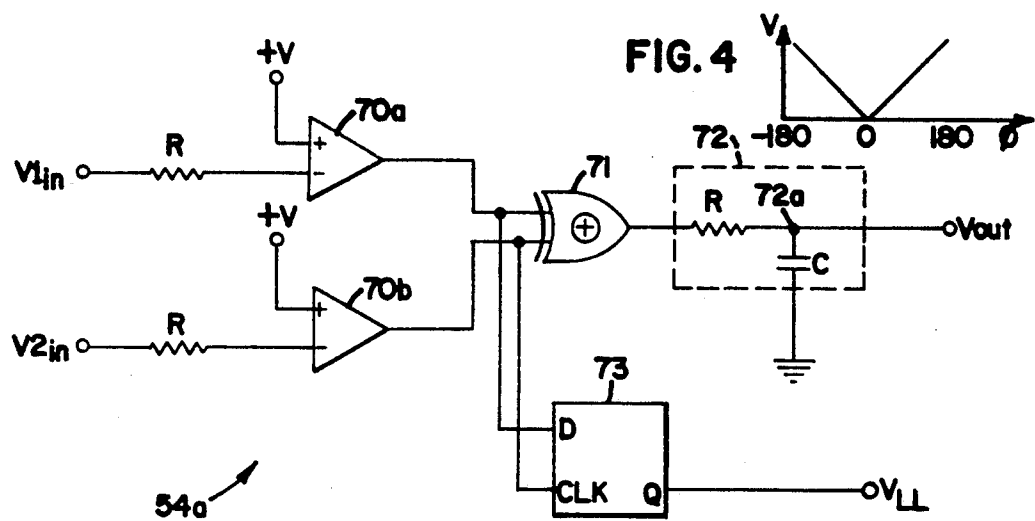 FIG. 4
V
-180 0 180 Ø
+V
70a
R
V1in
+
-
+V
70b
R
V2in
+
-
71
+
72
R
72a
C
Vout
73
D
CLK
Q
VLL
54a